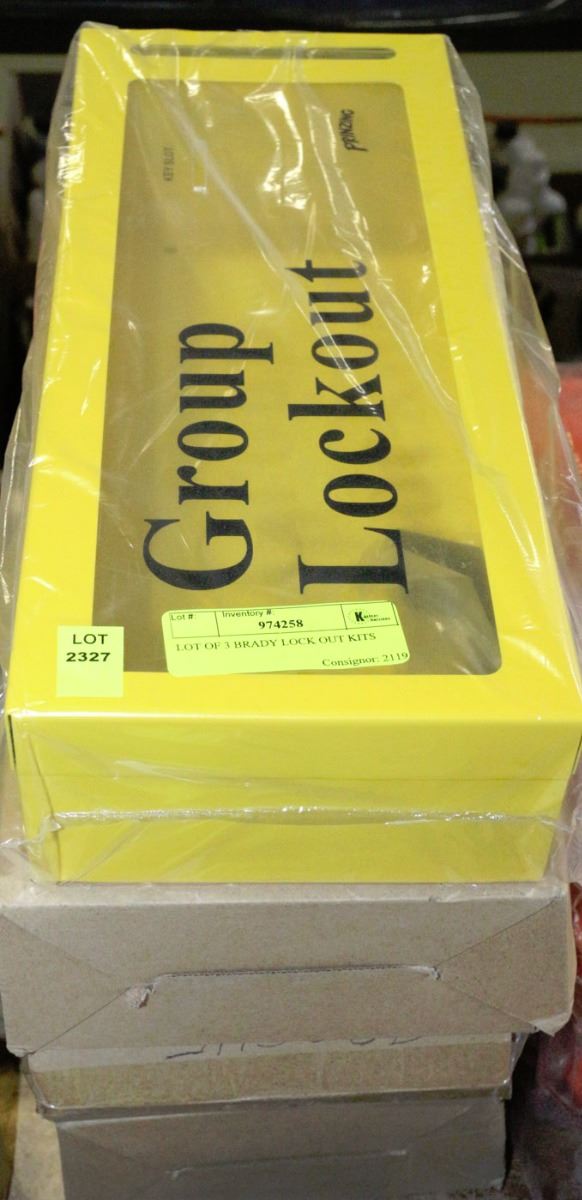 KEY SLOT
PRINZING
Group
Lockout
LOT
2327
Lot #:
Inventory #:
974258
LOT OF 3 BRADY LOCK OUT KITS
Consignor: 2119